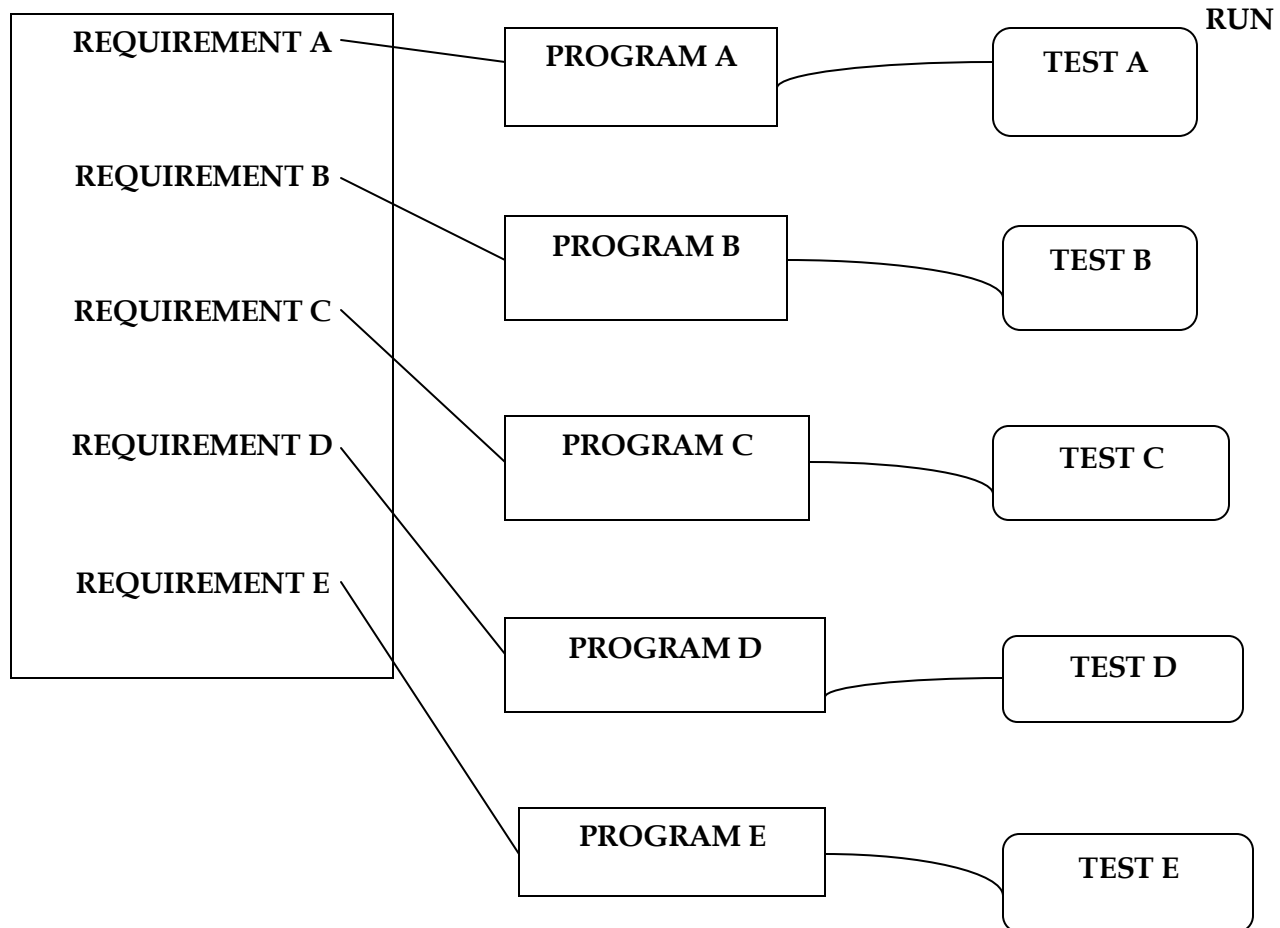 RUN
REQUIREMENT A
PROGRAM A
TEST A
REQUIREMENT B
PROGRAM B
TEST B
REQUIREMENT C
PROGRAM C
TEST C
REQUIREMENT D
PROGRAM D
TEST D
REQUIREMENT E
PROGRAM E
TEST E